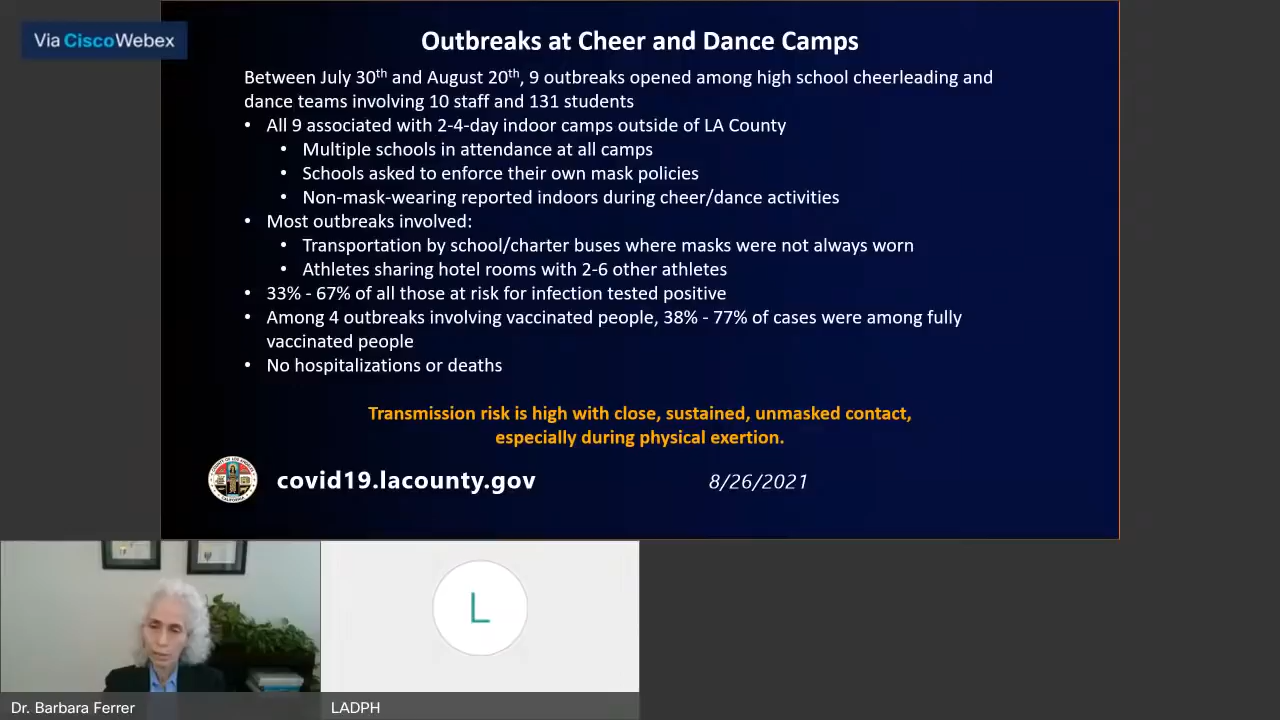 Via CiscoWebex
Outbreaks at Cheer and Dance Camps
Between July 30th and August 20th, 9 outbreaks opened among high school cheerleading and
dance teams involving 10 staff and 131 students
• All 9 associated with 2-4-day indoor camps outside of LA County
• Multiple schools in attendance at all camps
• Schools asked to enforce their own mask policies
• Non-mask-wearing reported indoors during cheer/dance activities
• Most outbreaks involved:
• Transportation by school/charter buses where masks were not always worn
• Athletes sharing hotel rooms with 2-6 other athletes
• 33% - 67% of all those at risk for infection tested positive
• Among 4 outbreaks involving vaccinated people, 38% - 77% of cases were among fully
vaccinated people
• No hospitalizations or deaths
Transmission risk is high with close, sustained, unmasked contact,
especially during physical exertion.
covid19.lacounty.gov
8/26/2021
L
Dr. Barbara Ferrer
LADPH